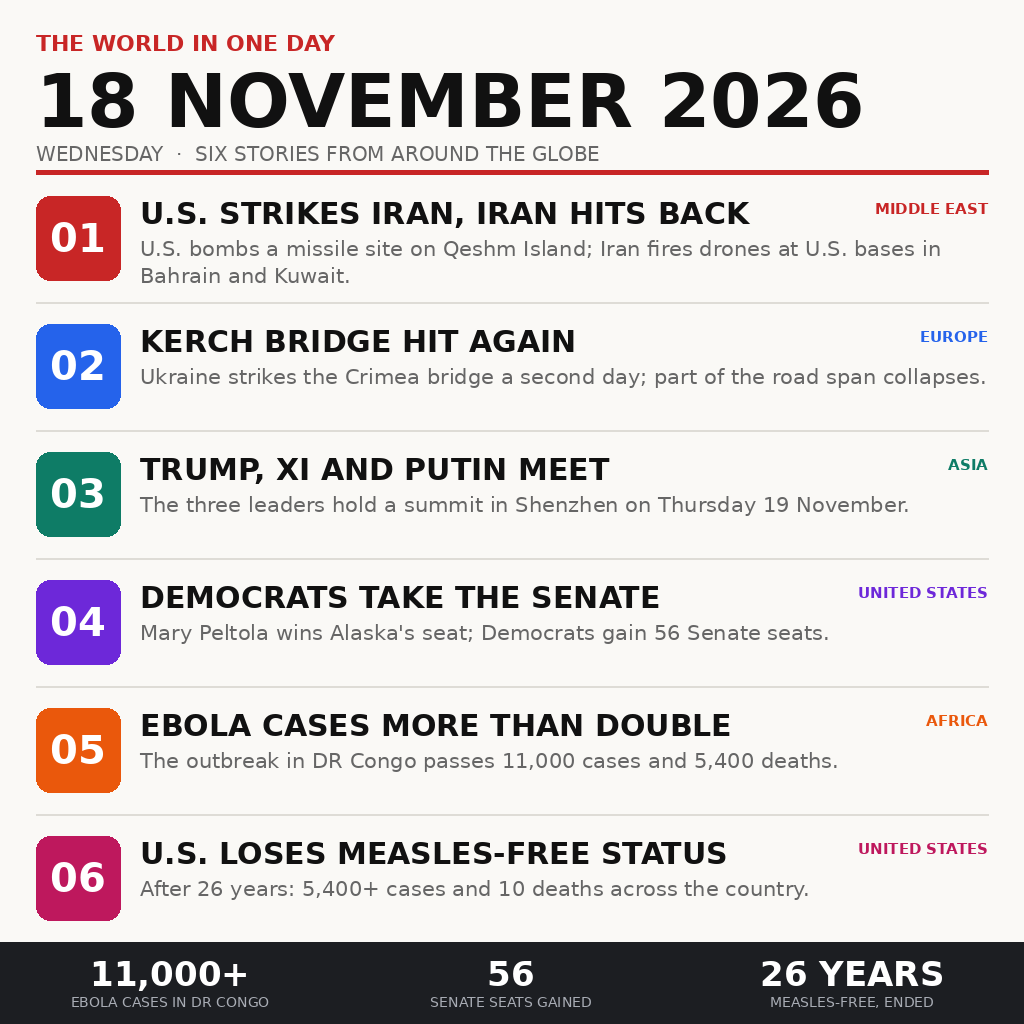 THE WORLD IN ONE DAY
18 NOVEMBER 2026
WEDNESDAY · SIX STORIES FROM AROUND THE GLOBE
01
U.S. STRIKES IRAN, IRAN HITS BACK
MIDDLE EAST
U.S. bombs a missile site on Qeshm Island; Iran fires drones at U.S. bases in
Bahrain and Kuwait.
02
KERCH BRIDGE HIT AGAIN
EUROPE
Ukraine strikes the Crimea bridge a second day; part of the road span collapses.
03
TRUMP, XI AND PUTIN MEET
ASIA
The three leaders hold a summit in Shenzhen on Thursday 19 November.
04
DEMOCRATS TAKE THE SENATE
UNITED STATES
Mary Peltola wins Alaska's seat; Democrats gain 56 Senate seats.
05
EBOLA CASES MORE THAN DOUBLE
AFRICA
The outbreak in DR Congo passes 11,000 cases and 5,400 deaths.
06
U.S. LOSES MEASLES-FREE STATUS
UNITED STATES
After 26 years: 5,400+ cases and 10 deaths across the country.
11,000+
EBOLA CASES IN DR CONGO
56
SENATE SEATS GAINED
26 YEARS
MEASLES-FREE, ENDED